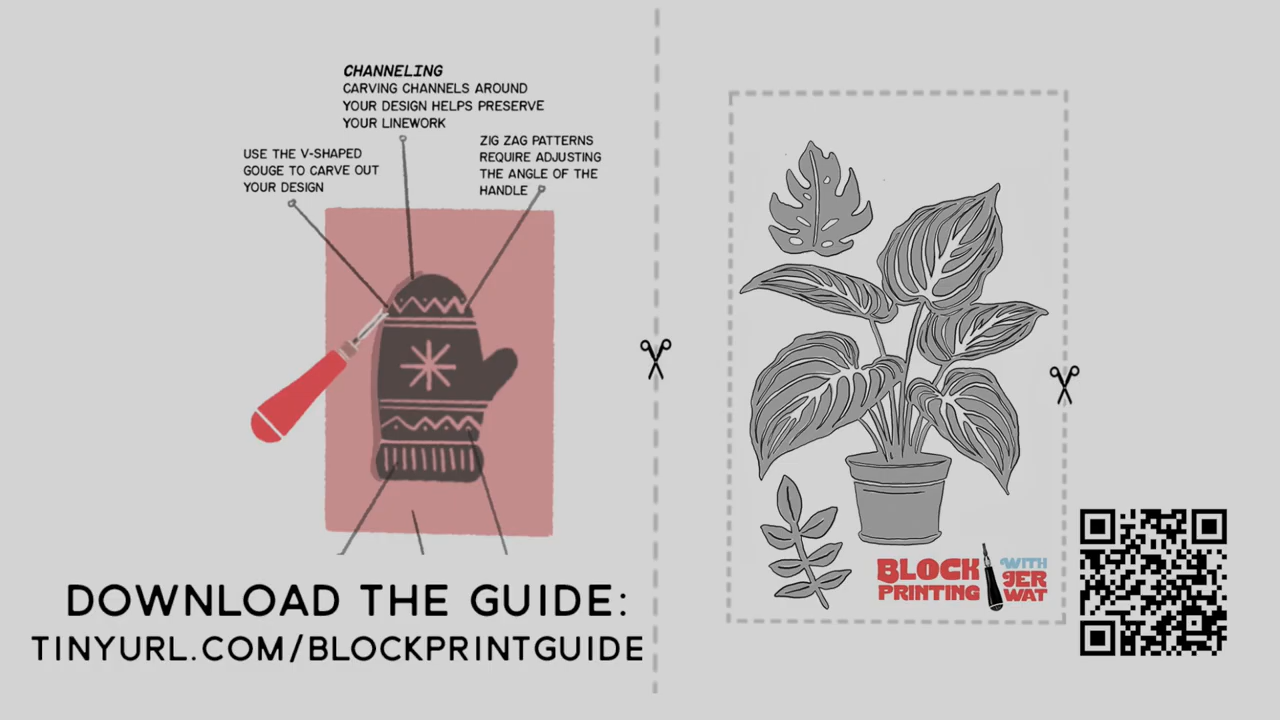 CHANNELING
CARVING CHANNELS AROUND
YOUR DESIGN HELPS PRESERVE
YOUR LINEWORK
USE THE V-SHAPED
GOUGE TO CARVE OUT
YOUR DESIGN
ZIG ZAG PATTERNS
REQUIRE ADJUSTING
THE ANGLE OF THE
HANDLE
DOWNLOAD THE GUIDE:
TINYURL.COM/BLOCKPRINTGUIDE
BLOCK
PRINTING
WITH
JER
WAT